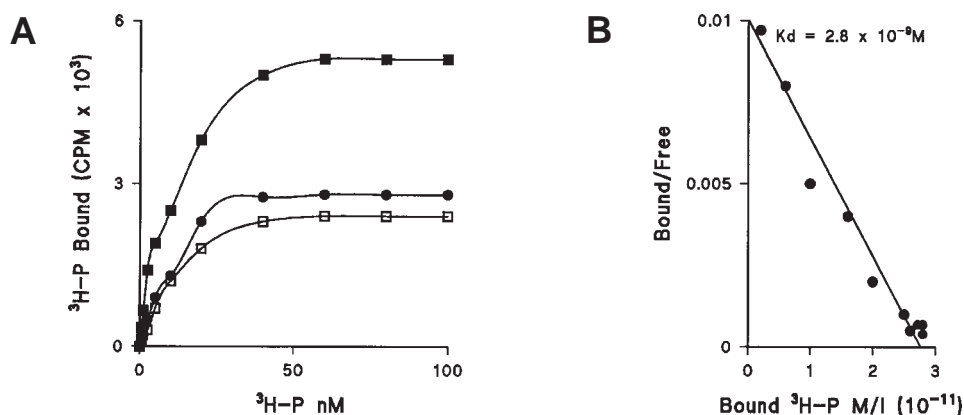 A
6
3
0
³H-P Bound (CPM x 10³)
0
50
100
³H-P nM
B
0.01
0.005
0
Bound/Free
Kd = 2.8 x 10⁻⁹M
0
1
2
3
Bound ³H-P M/l (10⁻¹¹)